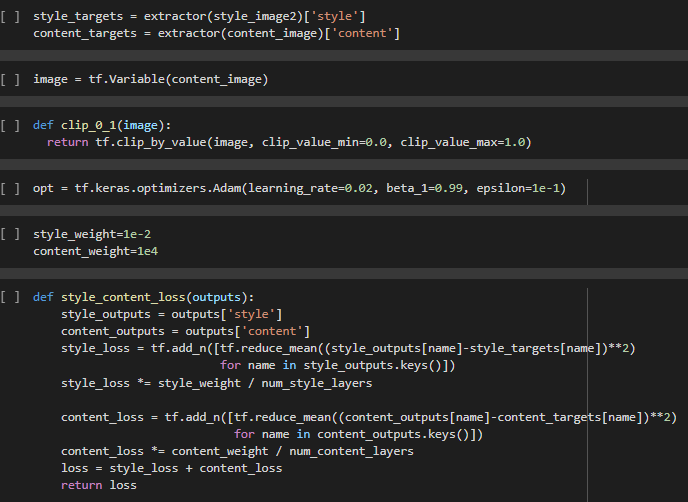 [ ] style_targets = extractor(style_image2)['style']
content_targets = extractor(content_image)['content']
[ ] image = tf.Variable(content_image)
[ ] def clip_0_1(image):
return tf.clip_by_value(image, clip_value_min=0.0, clip_value_max=1.0)
[ ] opt = tf.keras.optimizers.Adam(learning_rate=0.02, beta_1=0.99, epsilon=1e-1)
[ ] style_weight=1e-2
content_weight=1e4
[ ] def style_content_loss(outputs):
style_outputs = outputs['style']
content_outputs = outputs['content']
style_loss = tf.add_n([tf.reduce_mean((style_outputs[name]-style_targets[name])**2)
for name in style_outputs.keys()])
style_loss *= style_weight / num_style_layers
content_loss = tf.add_n([tf.reduce_mean((content_outputs[name]-content_targets[name])**2)
for name in content_outputs.keys()])
content_loss *= content_weight / num_content_layers
loss = style_loss + content_loss
return loss